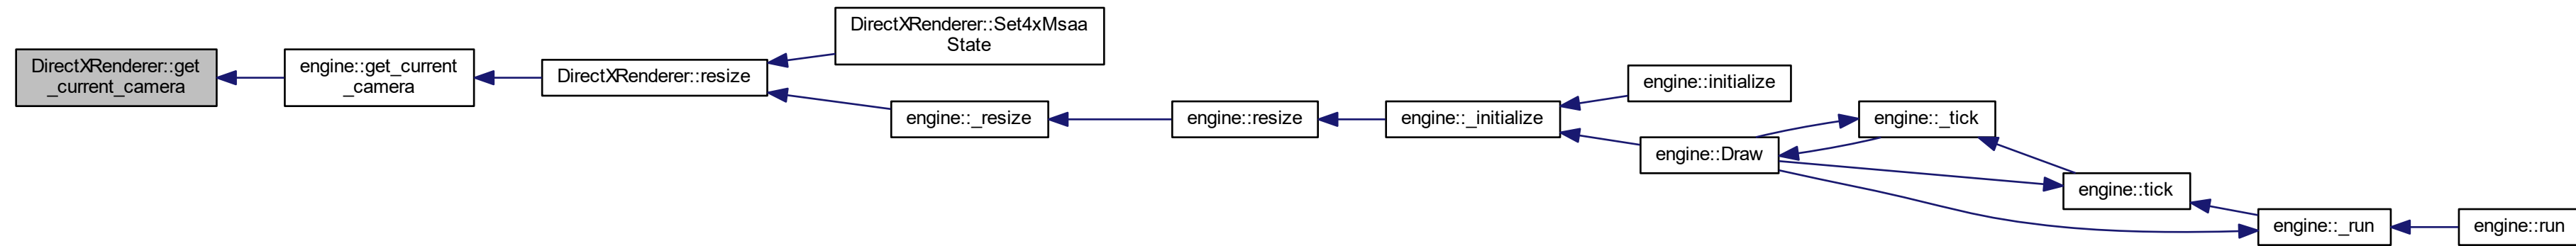 DirectXRenderer::get
_current_camera
engine::get_current
_camera
DirectXRenderer::resize
DirectXRenderer::Set4xMsaa
State
engine::_resize
engine::resize
engine::_initialize
engine::initialize
engine::Draw
engine::_tick
engine::tick
engine::_run
engine::run